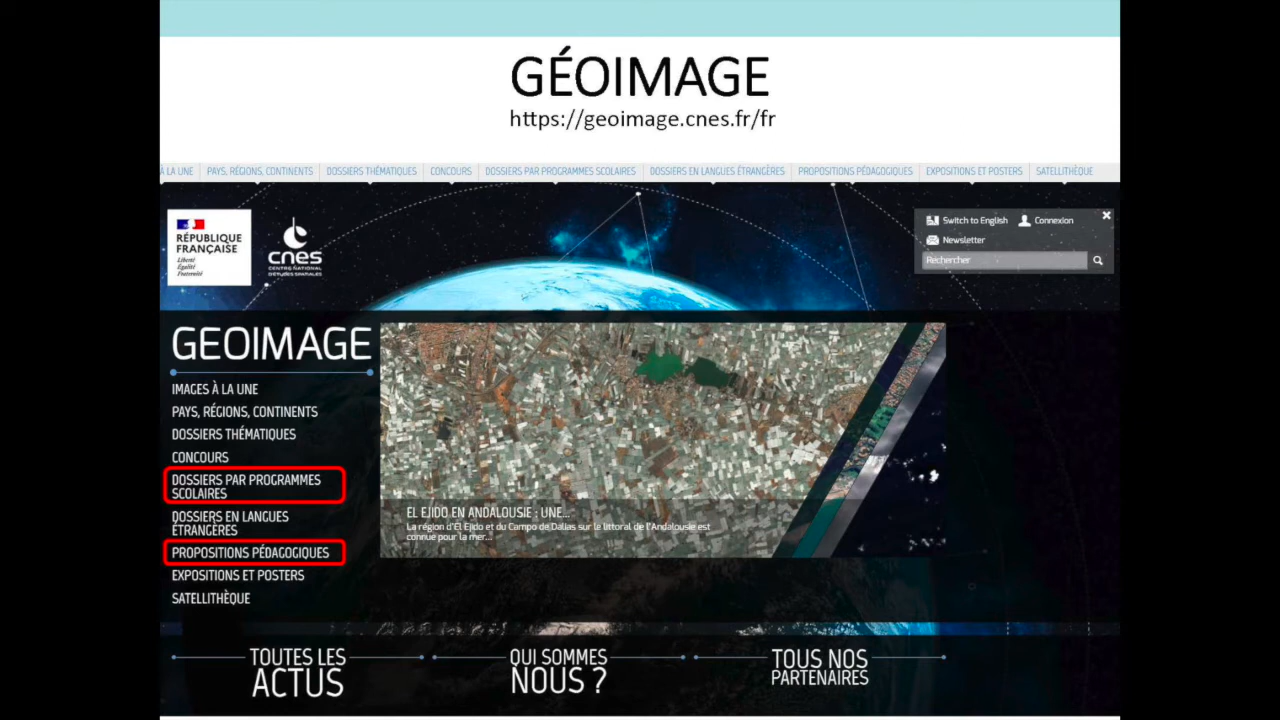 GÉOIMAGE
https://geoimage.cnes.fr/fr
À LA UNE PAYS, RÉGIONS, CONTINENTS DOSSIERS THÉMATIQUES CONCOURS DOSSIERS PAR PROGRAMMES SCOLAIRES DOSSIERS EN LANGUES ÉTRANGÈRES PROPOSITIONS PÉDAGOGIQUES EXPOSITIONS ET POSTERS SATELLITHÈQUE
RÉPUBLIQUE
FRANÇAISE
Liberté
Égalité
Fraternité
cnes
CENTRE NATIONAL
D'ÉTUDES SPATIALES
Switch to English Connexion
Newsletter
Rechercher
GEOIMAGE
IMAGES À LA UNE
PAYS, RÉGIONS, CONTINENTS
DOSSIERS THÉMATIQUES
CONCOURS
DOSSIERS PAR PROGRAMMES
SCOLAIRES
DOSSIERS EN LANGUES
ÉTRANGÈRES
PROPOSITIONS PÉDAGOGIQUES
EXPOSITIONS ET POSTERS
SATELLITHÈQUE
EL EJIDO EN ANDALOUSIE : UNE...
La région d'El Ejido et du Campo de Dalias sur le littoral de l'Andalousie est
connue pour la mer...
TOUTES LES
ACTUS
QUI SOMMES
NOUS ?
TOUS NOS
PARTENAIRES